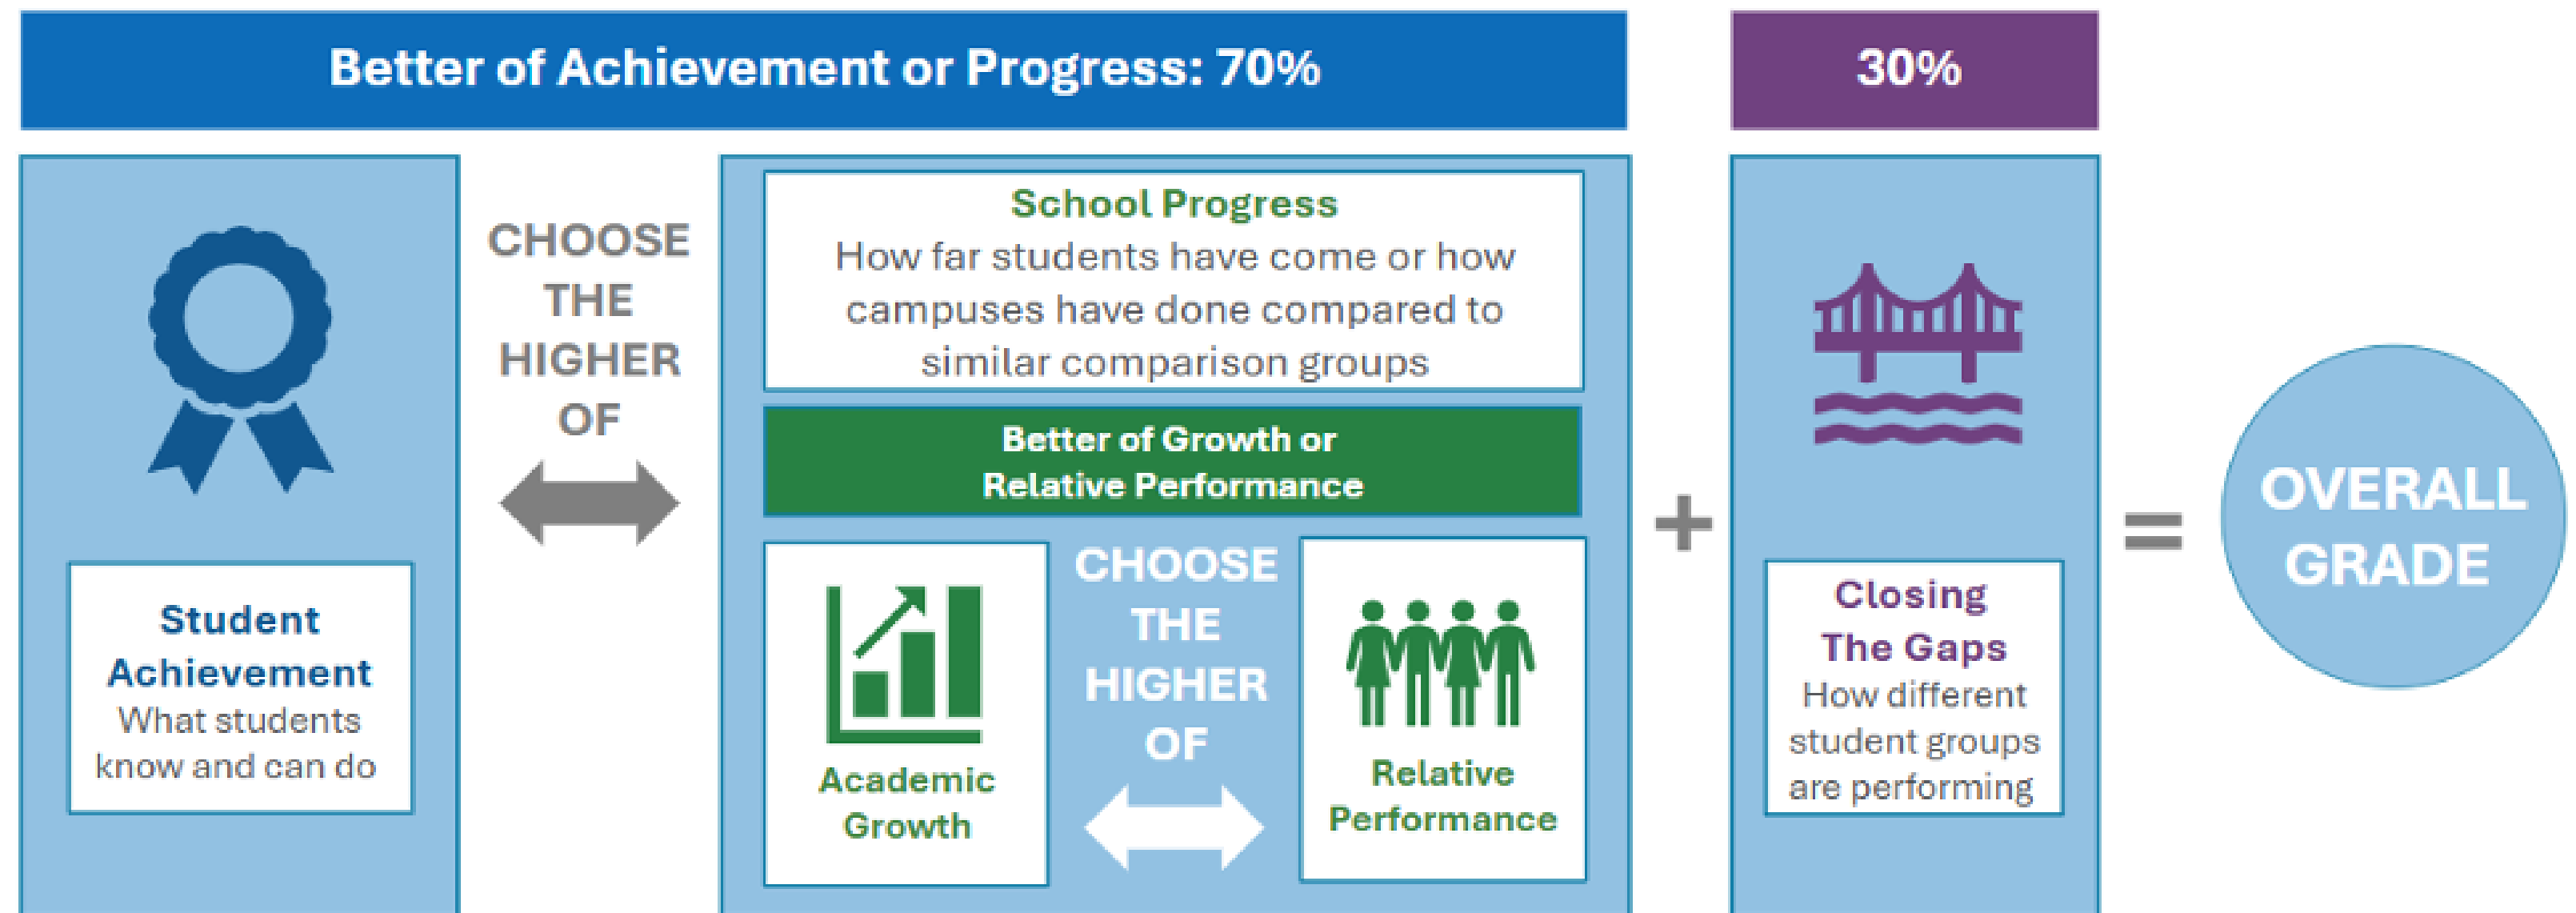 Better of Achievement or Progress: 70%
30%
Student
Achievement
What students
know and can do
CHOOSE
THE
HIGHER
OF
School Progress
How far students have come or how
campuses have done compared to
similar comparison groups
Better of Growth or
Relative Performance
Academic
Growth
CHOOSE
THE
HIGHER
OF
Relative
Performance
+
Closing
The Gaps
How different
student groups
are performing
=
OVERALL
GRADE